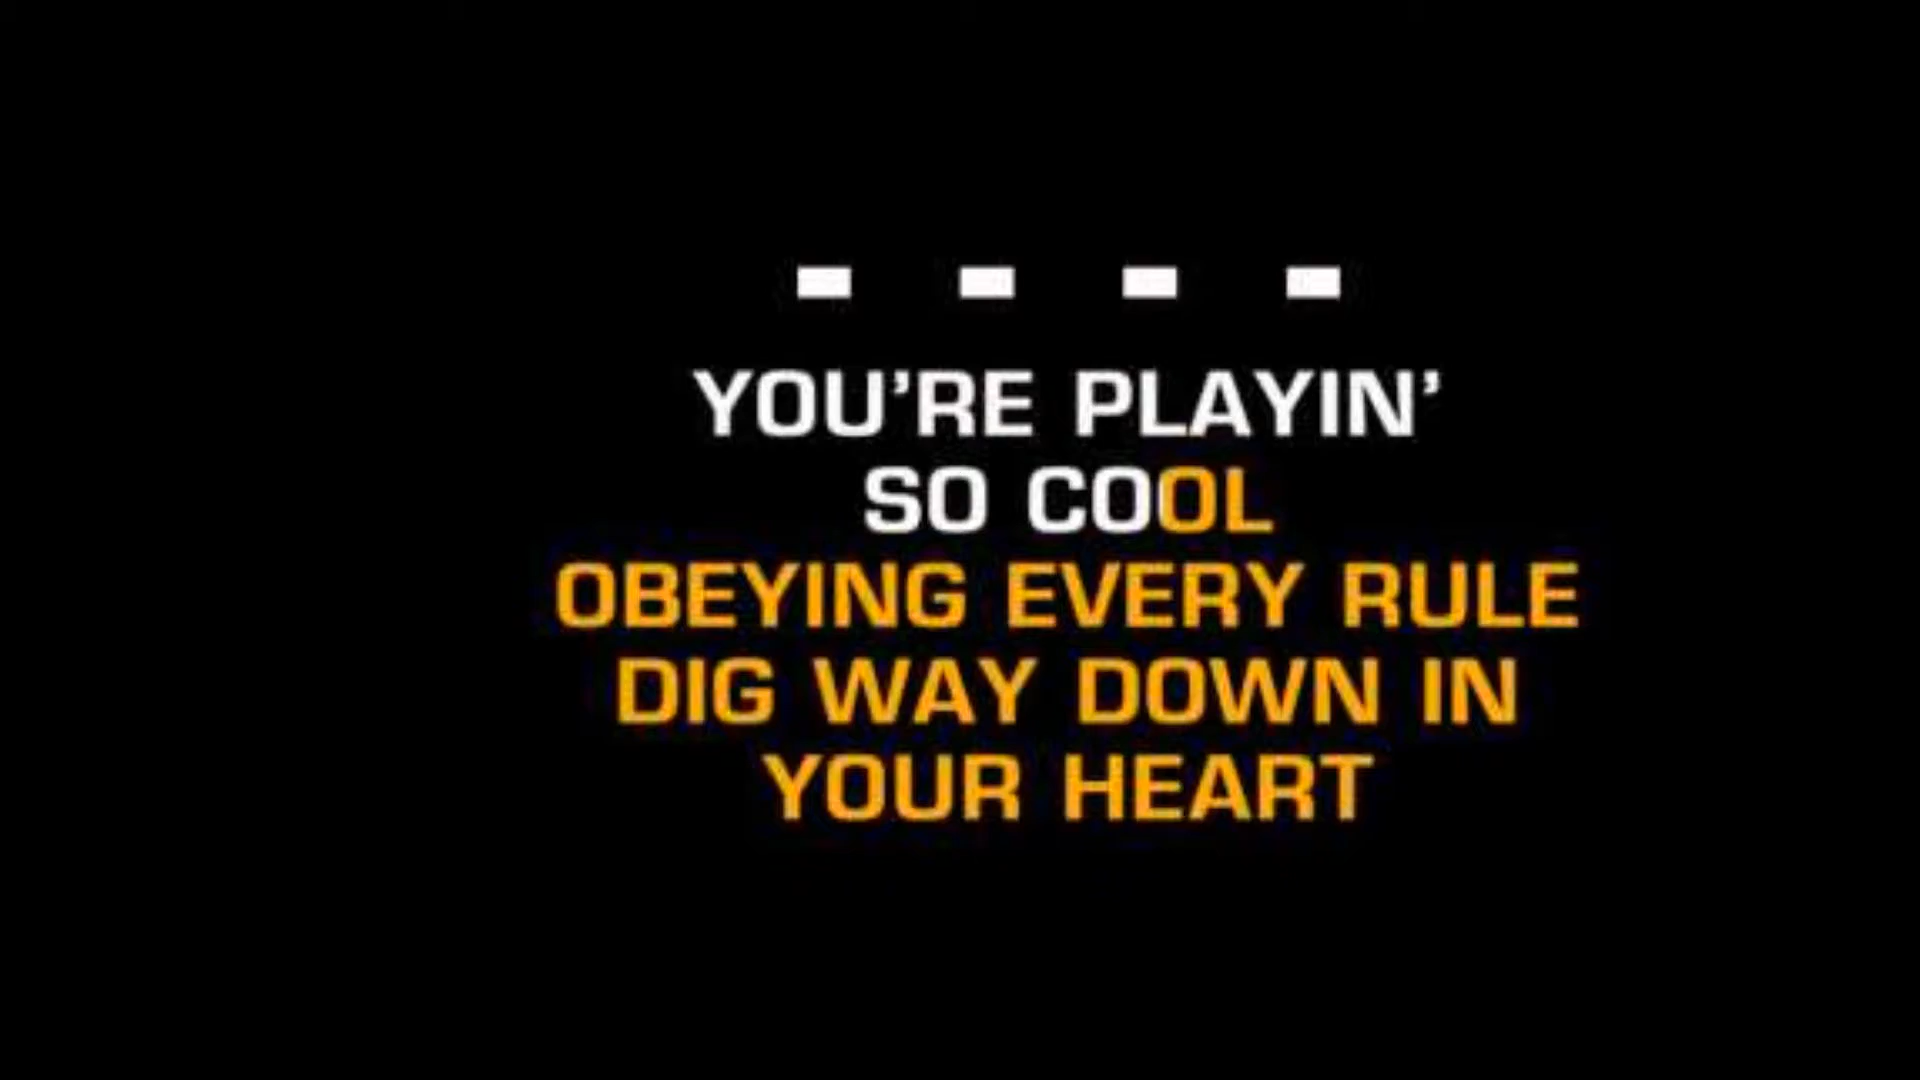 YOU’RE PLAYIN’
SO COOL
OBEYING EVERY RULE
DIG WAY DOWN IN
YOUR HEART